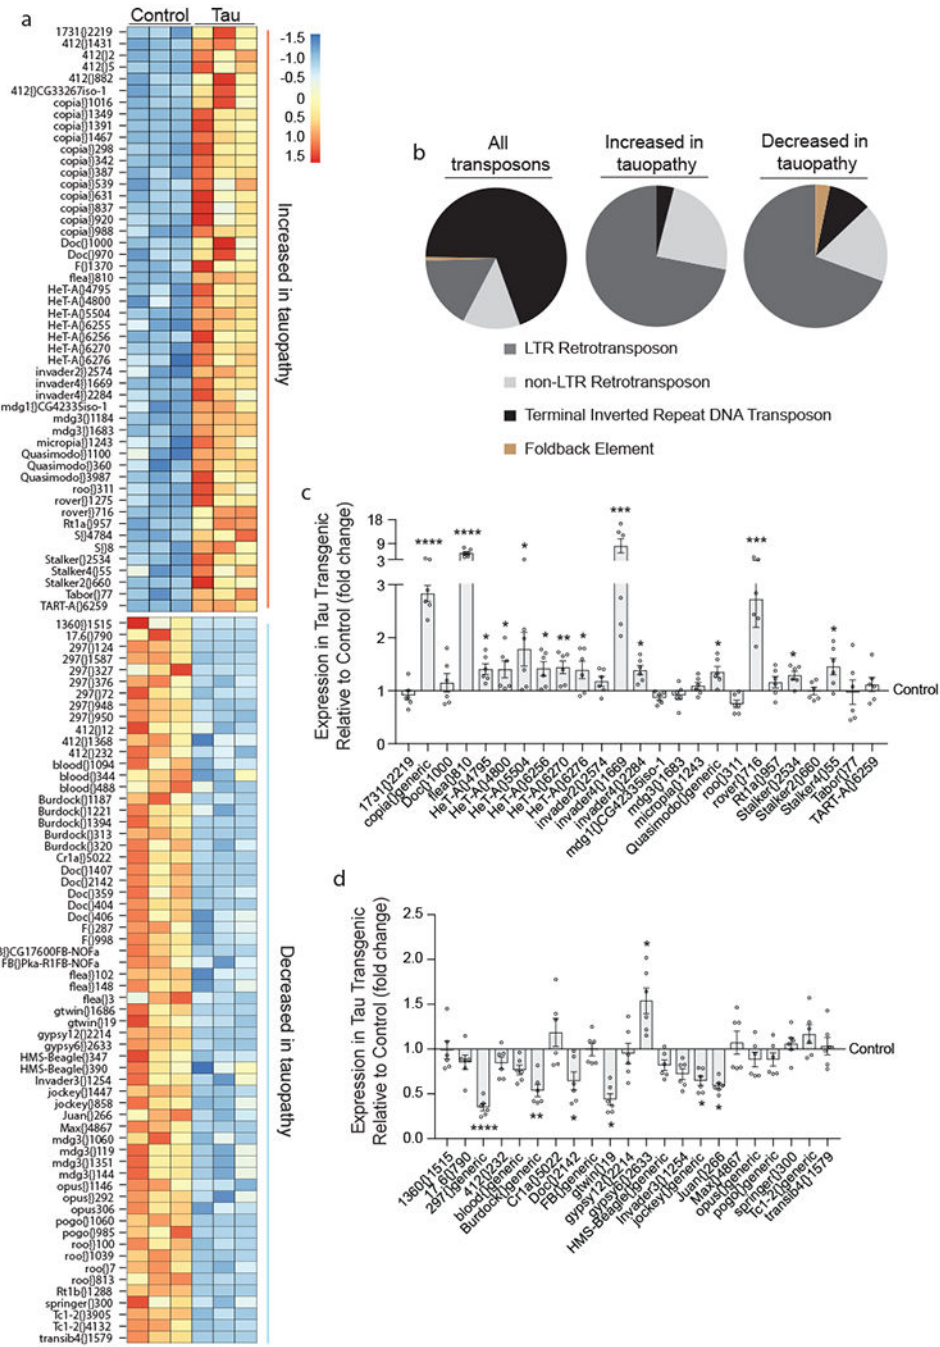 a
Control Tau
1731{}2219
412{}1431
412{}2
412{}5
412{}882
412{}CG33267iso-1
copia{}1016
copia{}1349
copia{}1391
copia{}1467
copia{}298
copia{}342
copia{}387
copia{}539
copia{}631
copia{}837
copia{}920
copia{}988
Doc{}1000
Doc{}970
F{}1370
flea{}810
HeT-A{}4795
HeT-A{}4800
HeT-A{}5504
HeT-A{}6255
HeT-A{}6256
HeT-A{}6270
HeT-A{}6276
invader2{}2574
invader4{}1669
invader4{}2284
mdg1{}CG42335iso-1
mdg3{}1184
mdg3{}1683
micropia{}1243
Quasimodo{}1100
Quasimodo{}360
Quasimodo{}3987
roo{}311
rover{}1275
rover{}716
Rt1a{}957
S{}4784
S{}8
Stalker{}2534
Stalker4{}55
Stalker2{}660
Tabor{}77
TART-A{}6259
Increased in tauopathy
1360{}1515
17.6{}790
297{}124
297{}1587
297{}327
297{}376
297{}72
297{}948
297{}950
412{}12
412{}1368
412{}232
blood{}1094
blood{}344
blood{}488
Burdock{}1187
Burdock{}1221
Burdock{}1394
Burdock{}313
Burdock{}320
Cr1a{}5022
Doc{}1407
Doc{}2142
Doc{}359
Doc{}404
Doc{}406
F{}287
F{}998
B{}CG17600FB-NOFa
FB{}Pka-R1FB-NOFa
flea{}102
flea{}148
flea{}3
gtwin{}1686
gtwin{}19
gypsy12{}2214
gypsy6{}2633
HMS-Beagle{}347
HMS-Beagle{}390
Invader3{}1254
jockey{}1447
jockey{}858
Juan{}266
Max{}4867
mdg3{}1060
mdg3{}119
mdg3{}1351
mdg3{}144
opus{}1146
opus{}292
opus306
pogo{}1060
pogo{}985
roo{}100
roo{}1039
roo{}7
roo{}813
Rt1b{}1288
springer{}300
Tc1-2{}3905
Tc1-2{}4132
transib4{}1579
Decreased in tauopathy
-1.5
-1.0
-0.5
0
0.5
1.0
1.5
b
All
transposons
Increased in
tauopathy
Decreased in
tauopathy
LTR Retrotransposon
non-LTR Retrotransposon
Terminal Inverted Repeat DNA Transposon
Foldback Element
c
Expression in Tau Transgenic
Relative to Control (fold change)
18
9
3
3
2
1
0
**** **** * * * * ** * *** * * *** * *
Control
1731{}2219
copia{}generic
Doc{}1000
flea{}810
HeT-A{}4795
HeT-A{}4800
HeT-A{}5504
HeT-A{}6256
HeT-A{}6270
HeT-A{}6276
invader2{}2574
invader4{}1669
invader4{}2284
mdg1{}CG42335iso-1
mdg3{}1683
micropia{}1243
Quasimodo{}generic
roo{}311
rover{}716
Rt1a{}957
Stalker{}2534
Stalker2{}660
Stalker4{}55
Tabor{}77
TART-A{}6259
d
Expression in Tau Transgenic
Relative to Control (fold change)
2.5
2.0
1.5
1.0
0.5
0.0
**** ** * * * * *
Control
1360{}1515
17.6{}790
297{}generic
412{}232
blood{}generic
Burdock{}generic
Cr1a{}5022
Doc{}2142
FB{}generic
gtwin{}19
gypsy12{}2214
gypsy6{}2633
HMS-Beagle{}generic
Invader3{}1254
jockey{}generic
Juan{}266
Max{}4867
opus{}generic
pogo{}generic
springer{}300
Tc1-2{}generic
transib4{}1579